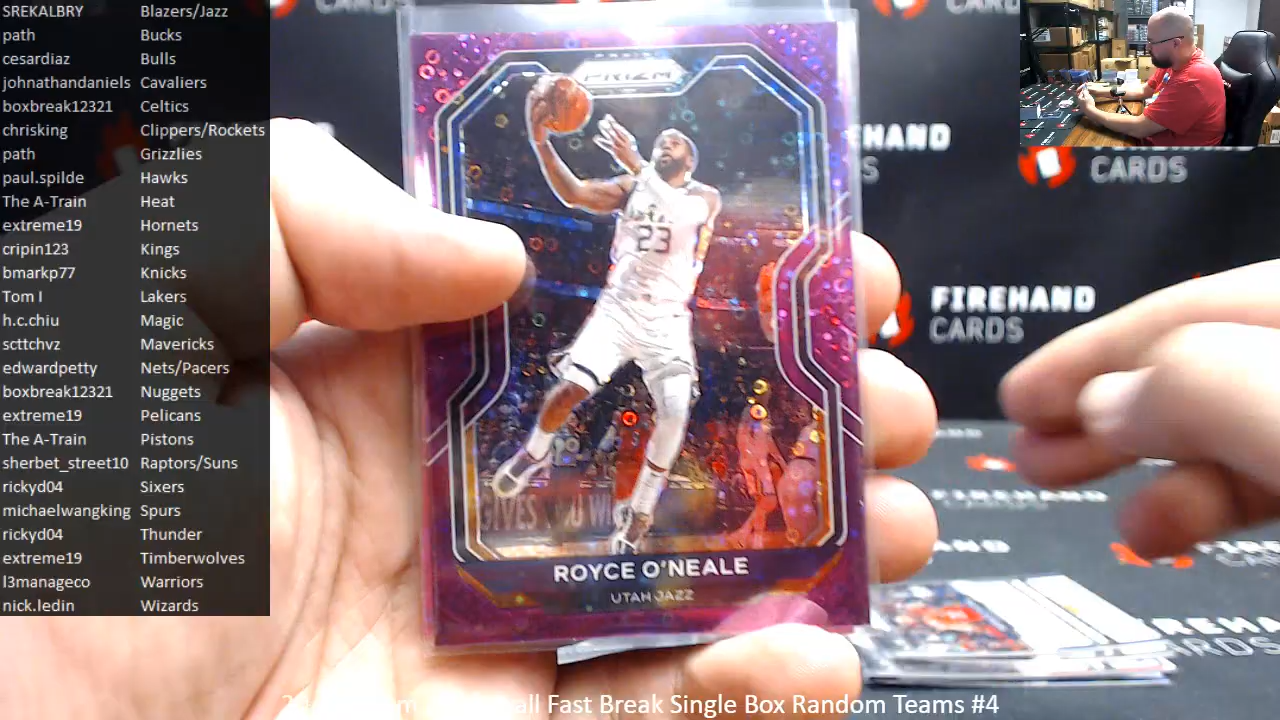 SREKALBRY Blazers/Jazz
path Bucks
cesardiaz Bulls
johnathandaniels Cavaliers
boxbreak12321 Celtics
chrisking Clippers/Rockets
path Grizzlies
paul.spilde Hawks
The A-Train Heat
extreme19 Hornets
cripin123 Kings
bmarkp77 Knicks
Tom I Lakers
h.c.chiu Magic
scttchvz Mavericks
edwardpetty Nets/Pacers
boxbreak12321 Nuggets
extreme19 Pelicans
The A-Train Pistons
sherbet_street10 Raptors/Suns
rickyd04 Sixers
michaelwangking Spurs
rickyd04 Thunder
extreme19 Timberwolves
l3manageco Warriors
nick.ledin Wizards
PANINI
PRIZM
23
GIVES
ROYCE O'NEALE
UTAH JAZZ
CARDS
CARDS
FIREHAND
CARDS
FIREHAND
CARDS
Fast Break Single Box Random Teams #4